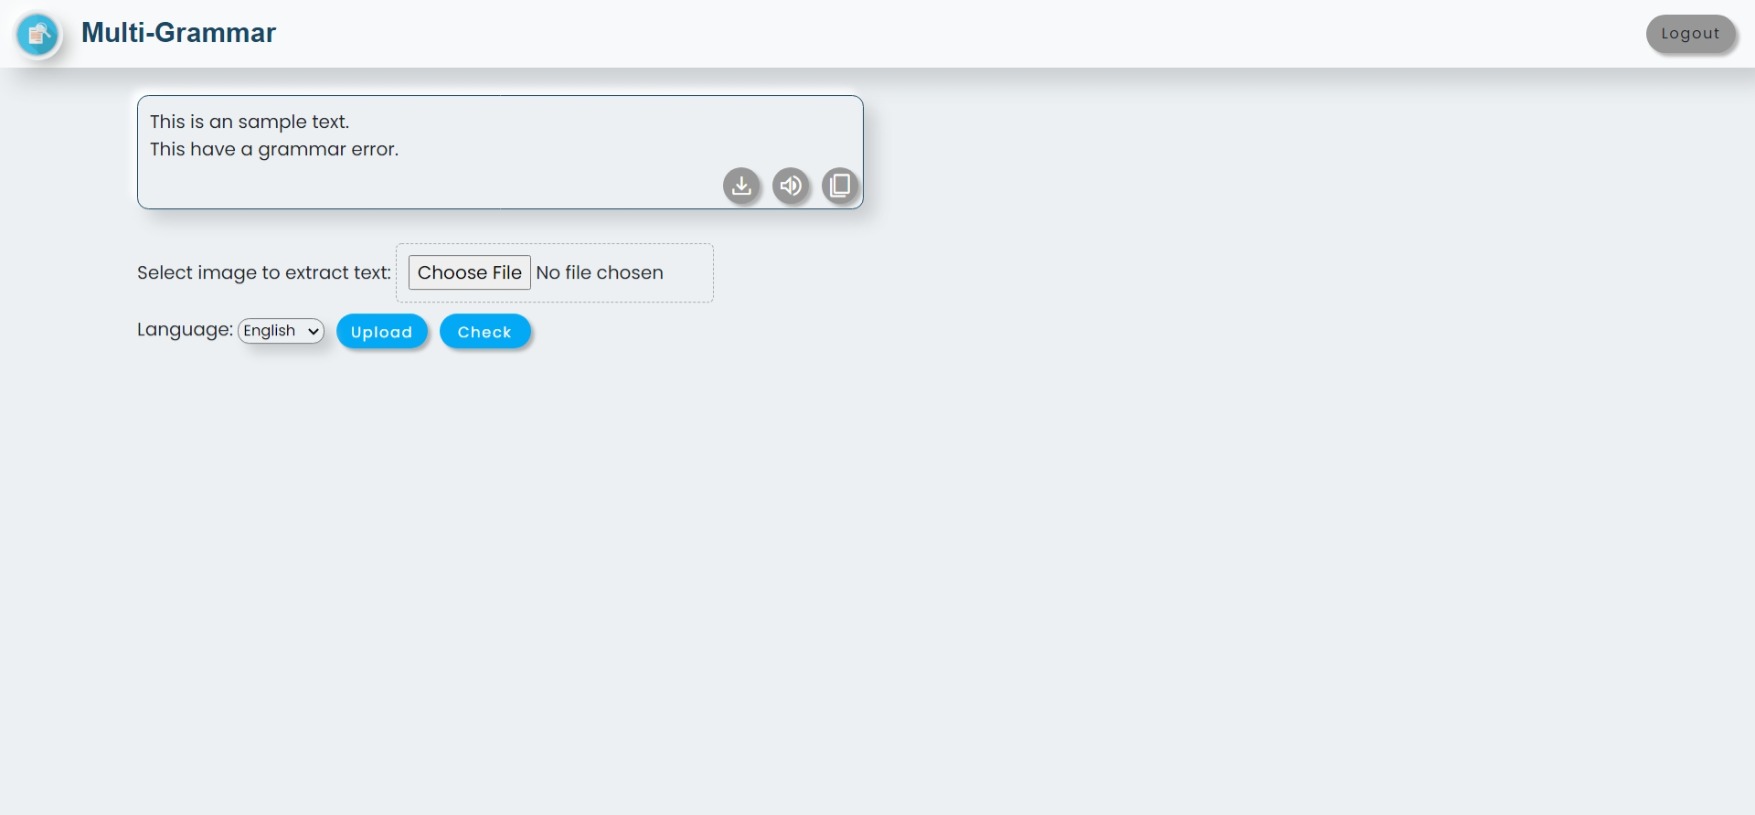 Multi-Grammar
Logout
This is an sample text.
This have a grammar error.
Select image to extract text: Choose File No file chosen
Language: English Upload Check